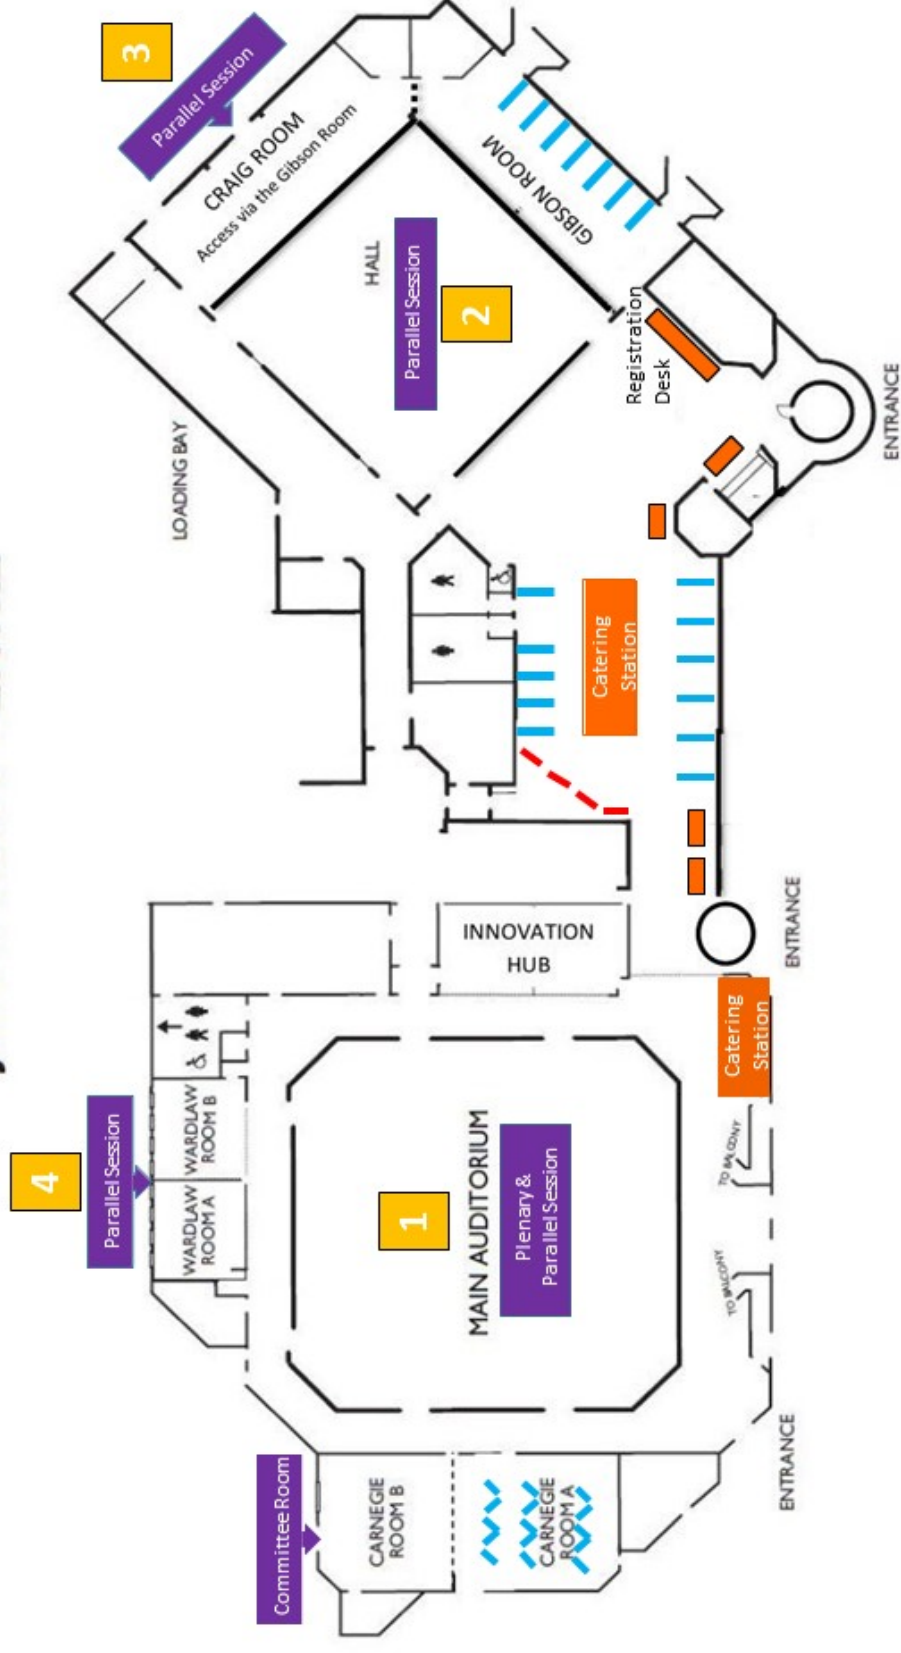 4
Parallel Session
WARDLAW
ROOM A
WARDLAW
ROOM B
Committee Room
CARNEGIE
ROOM B
CARNEGIE
ROOM A
1
MAIN AUDITORIUM
Plenary &
Parallel Session
TO BALCONY
TO BALCONY
ENTRANCE
Catering
Station
INNOVATION
HUB
ENTRANCE
Catering
Station
LOADING BAY
3
Parallel Session
CRAIG ROOM
Access via the Gibson Room
HALL
Parallel Session
2
GIBSON ROOM
Registration
Desk
ENTRANCE